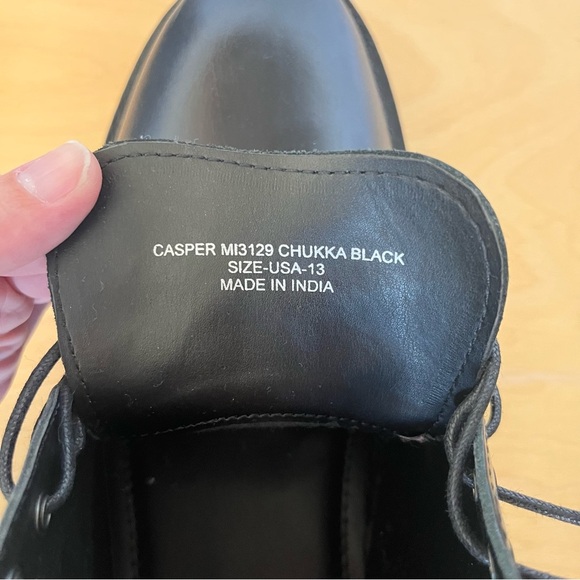 CASPER MI3129 CHUKKA BLACK
SIZE-USA-13
MADE IN INDIA